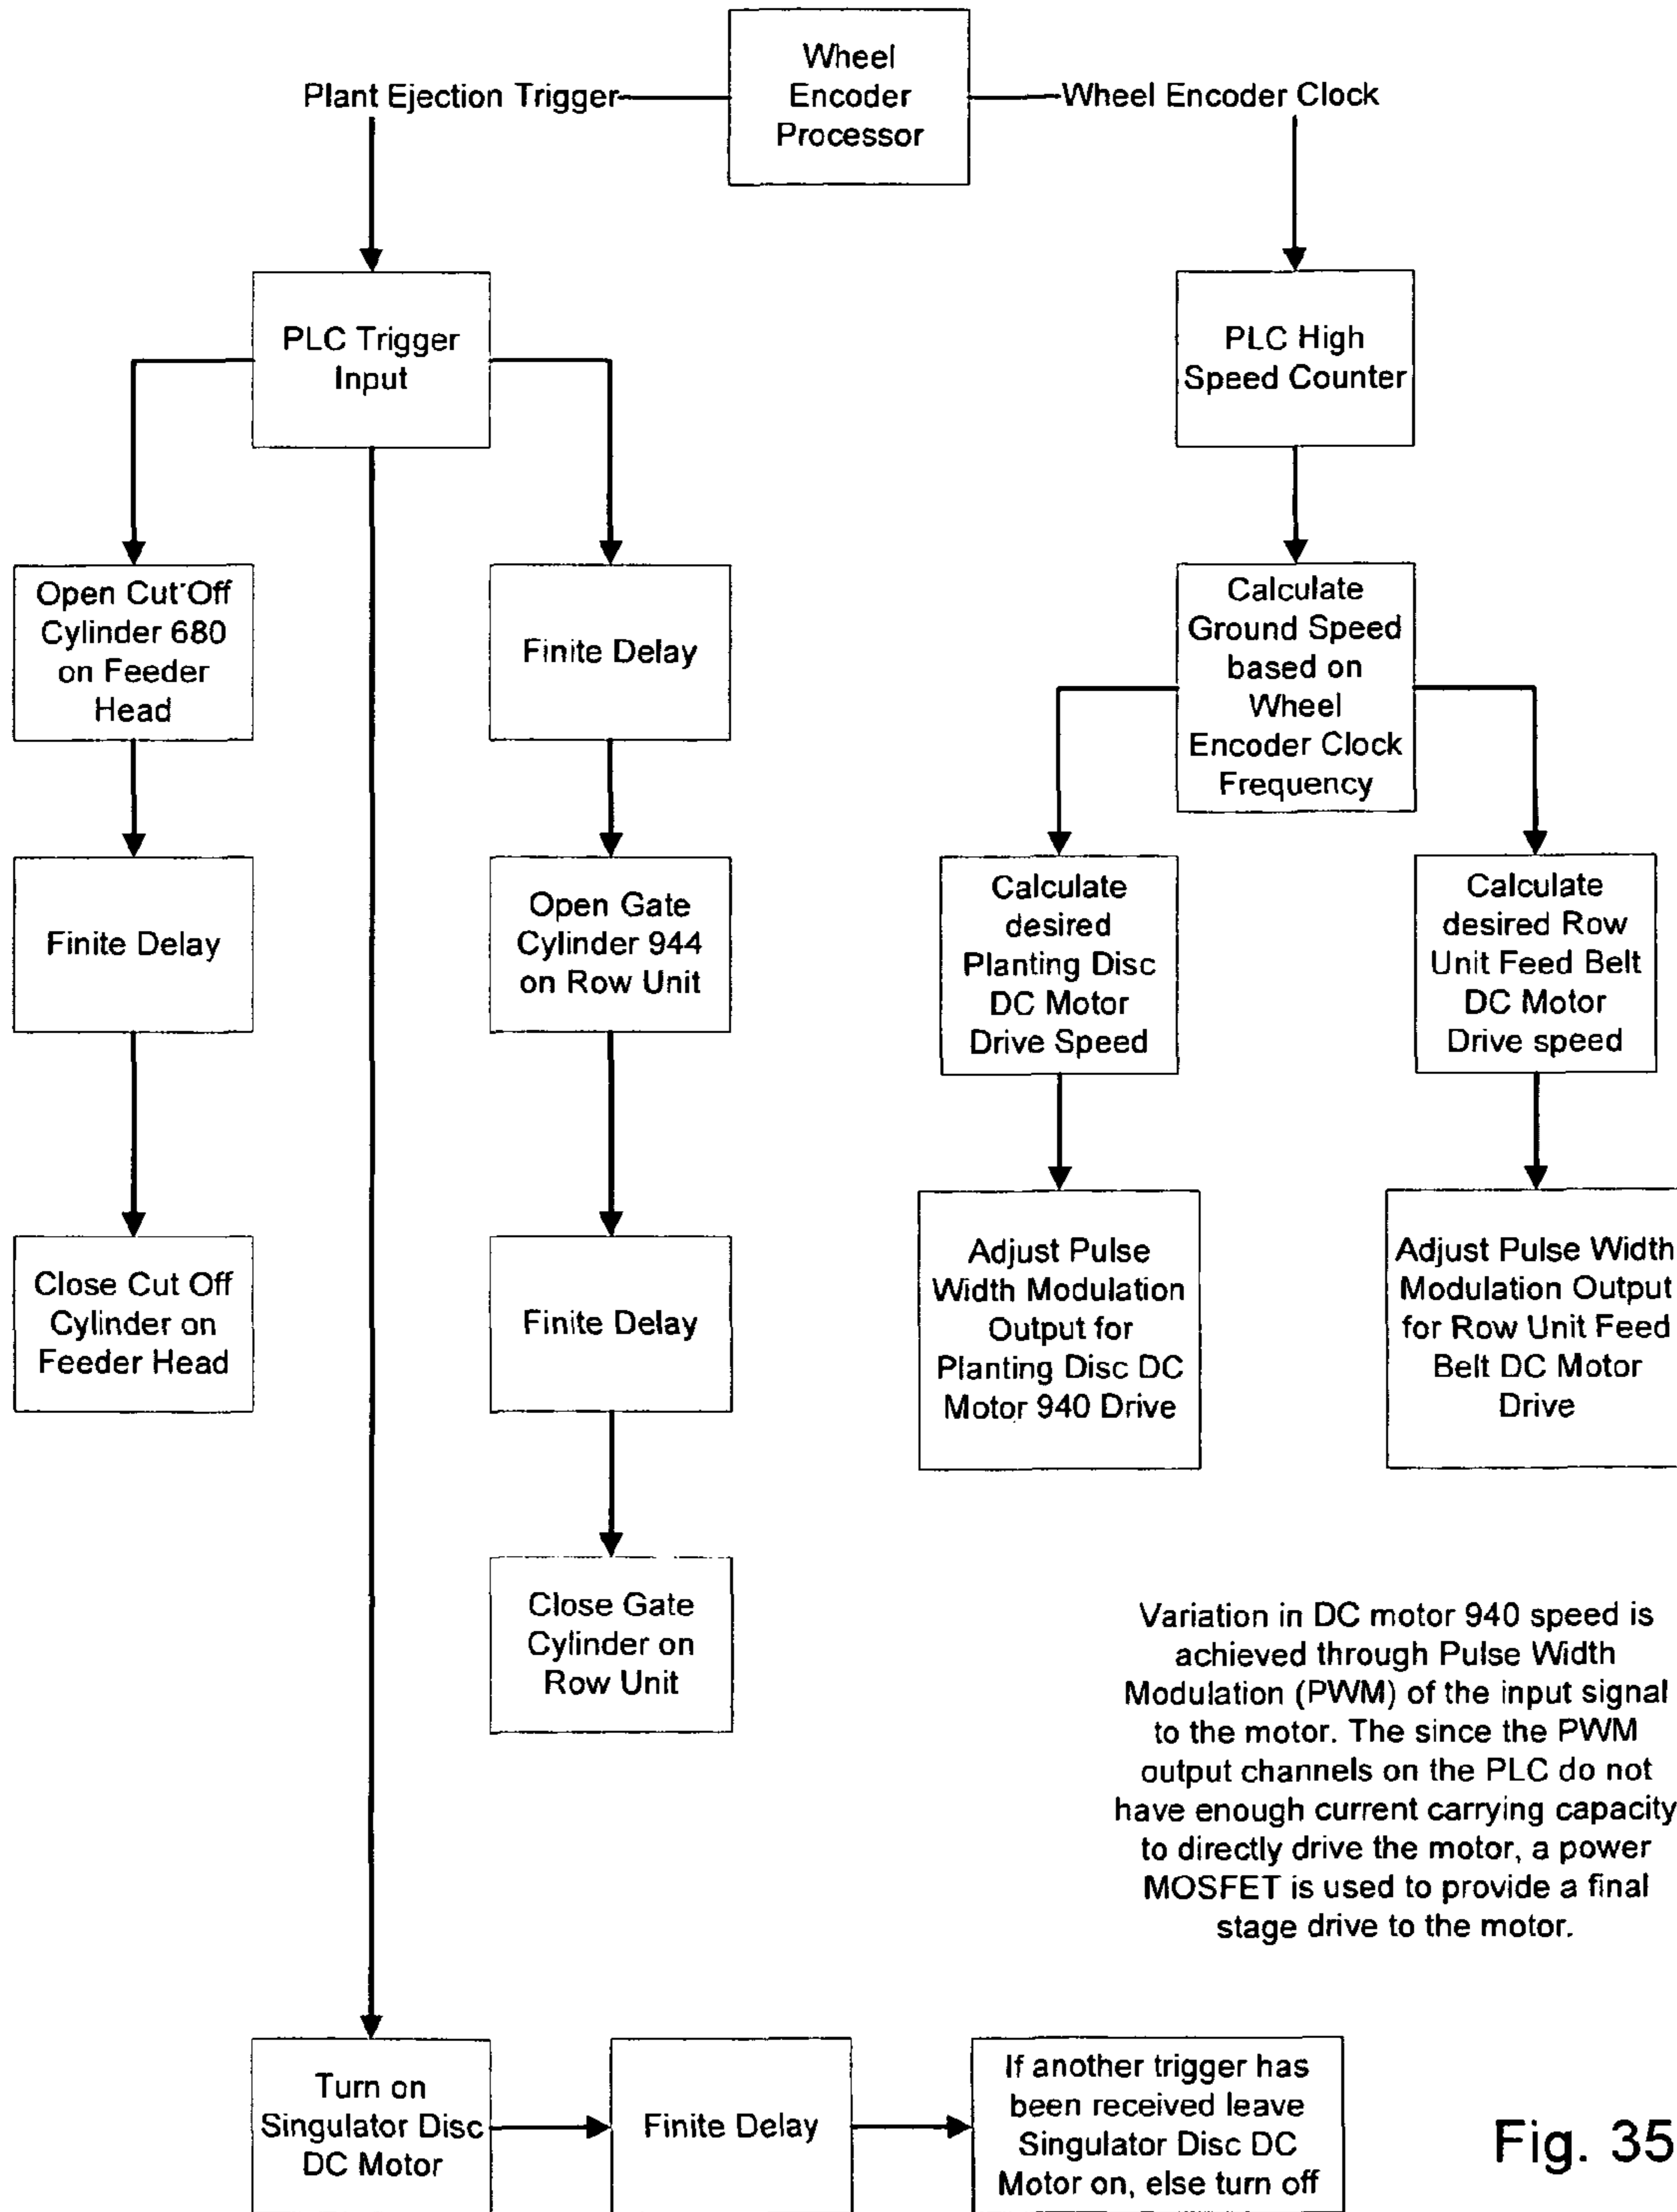 Wheel
Encoder
Processor
Plant Ejection Trigger
Wheel Encoder Clock
PLC Trigger
Input
PLC High
Speed Counter
Open Cut Off
Cylinder 680
on Feeder
Head
Finite Delay
Calculate
Ground Speed
based on
Wheel
Encoder Clock
Frequency
Finite Delay
Open Gate
Cylinder 944
on Row Unit
Calculate
desired
Planting Disc
DC Motor
Drive Speed
Calculate
desired Row
Unit Feed Belt
DC Motor
Drive speed
Close Cut Off
Cylinder on
Feeder Head
Finite Delay
Adjust Pulse
Width Modulation
Output for
Planting Disc DC
Motor 940 Drive
Adjust Pulse Width
Modulation Output
for Row Unit Feed
Belt DC Motor
Drive
Close Gate
Cylinder on
Row Unit
Variation in DC motor 940 speed is
achieved through Pulse Width
Modulation (PWM) of the input signal
to the motor. The since the PWM
output channels on the PLC do not
have enough current carrying capacity
to directly drive the motor, a power
MOSFET is used to provide a final
stage drive to the motor.
Turn on
Singulator Disc
DC Motor
Finite Delay
If another trigger has
been received leave
Singulator Disc DC
Motor on, else turn off
Fig. 35